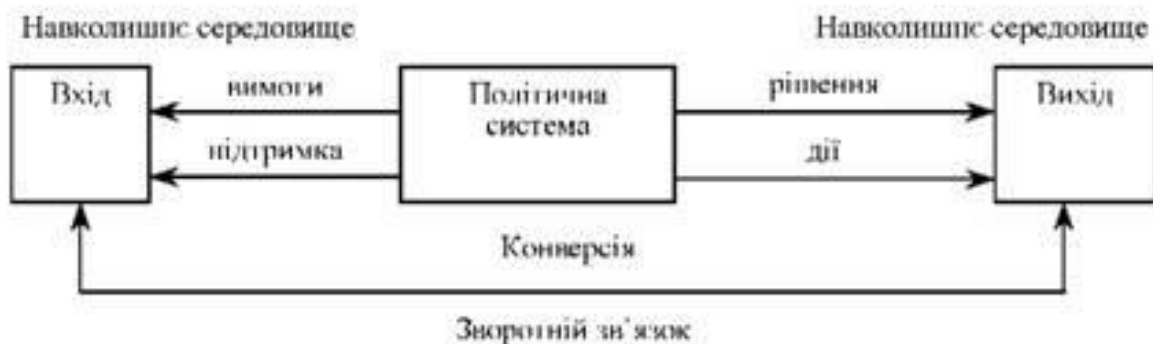 Навколишнє середовище
Навколишнє середовище
Вхід
вимоги
Політична
система
рішення
Вихід
підтримка
дії
Конверсія
Зворотній зв`язок